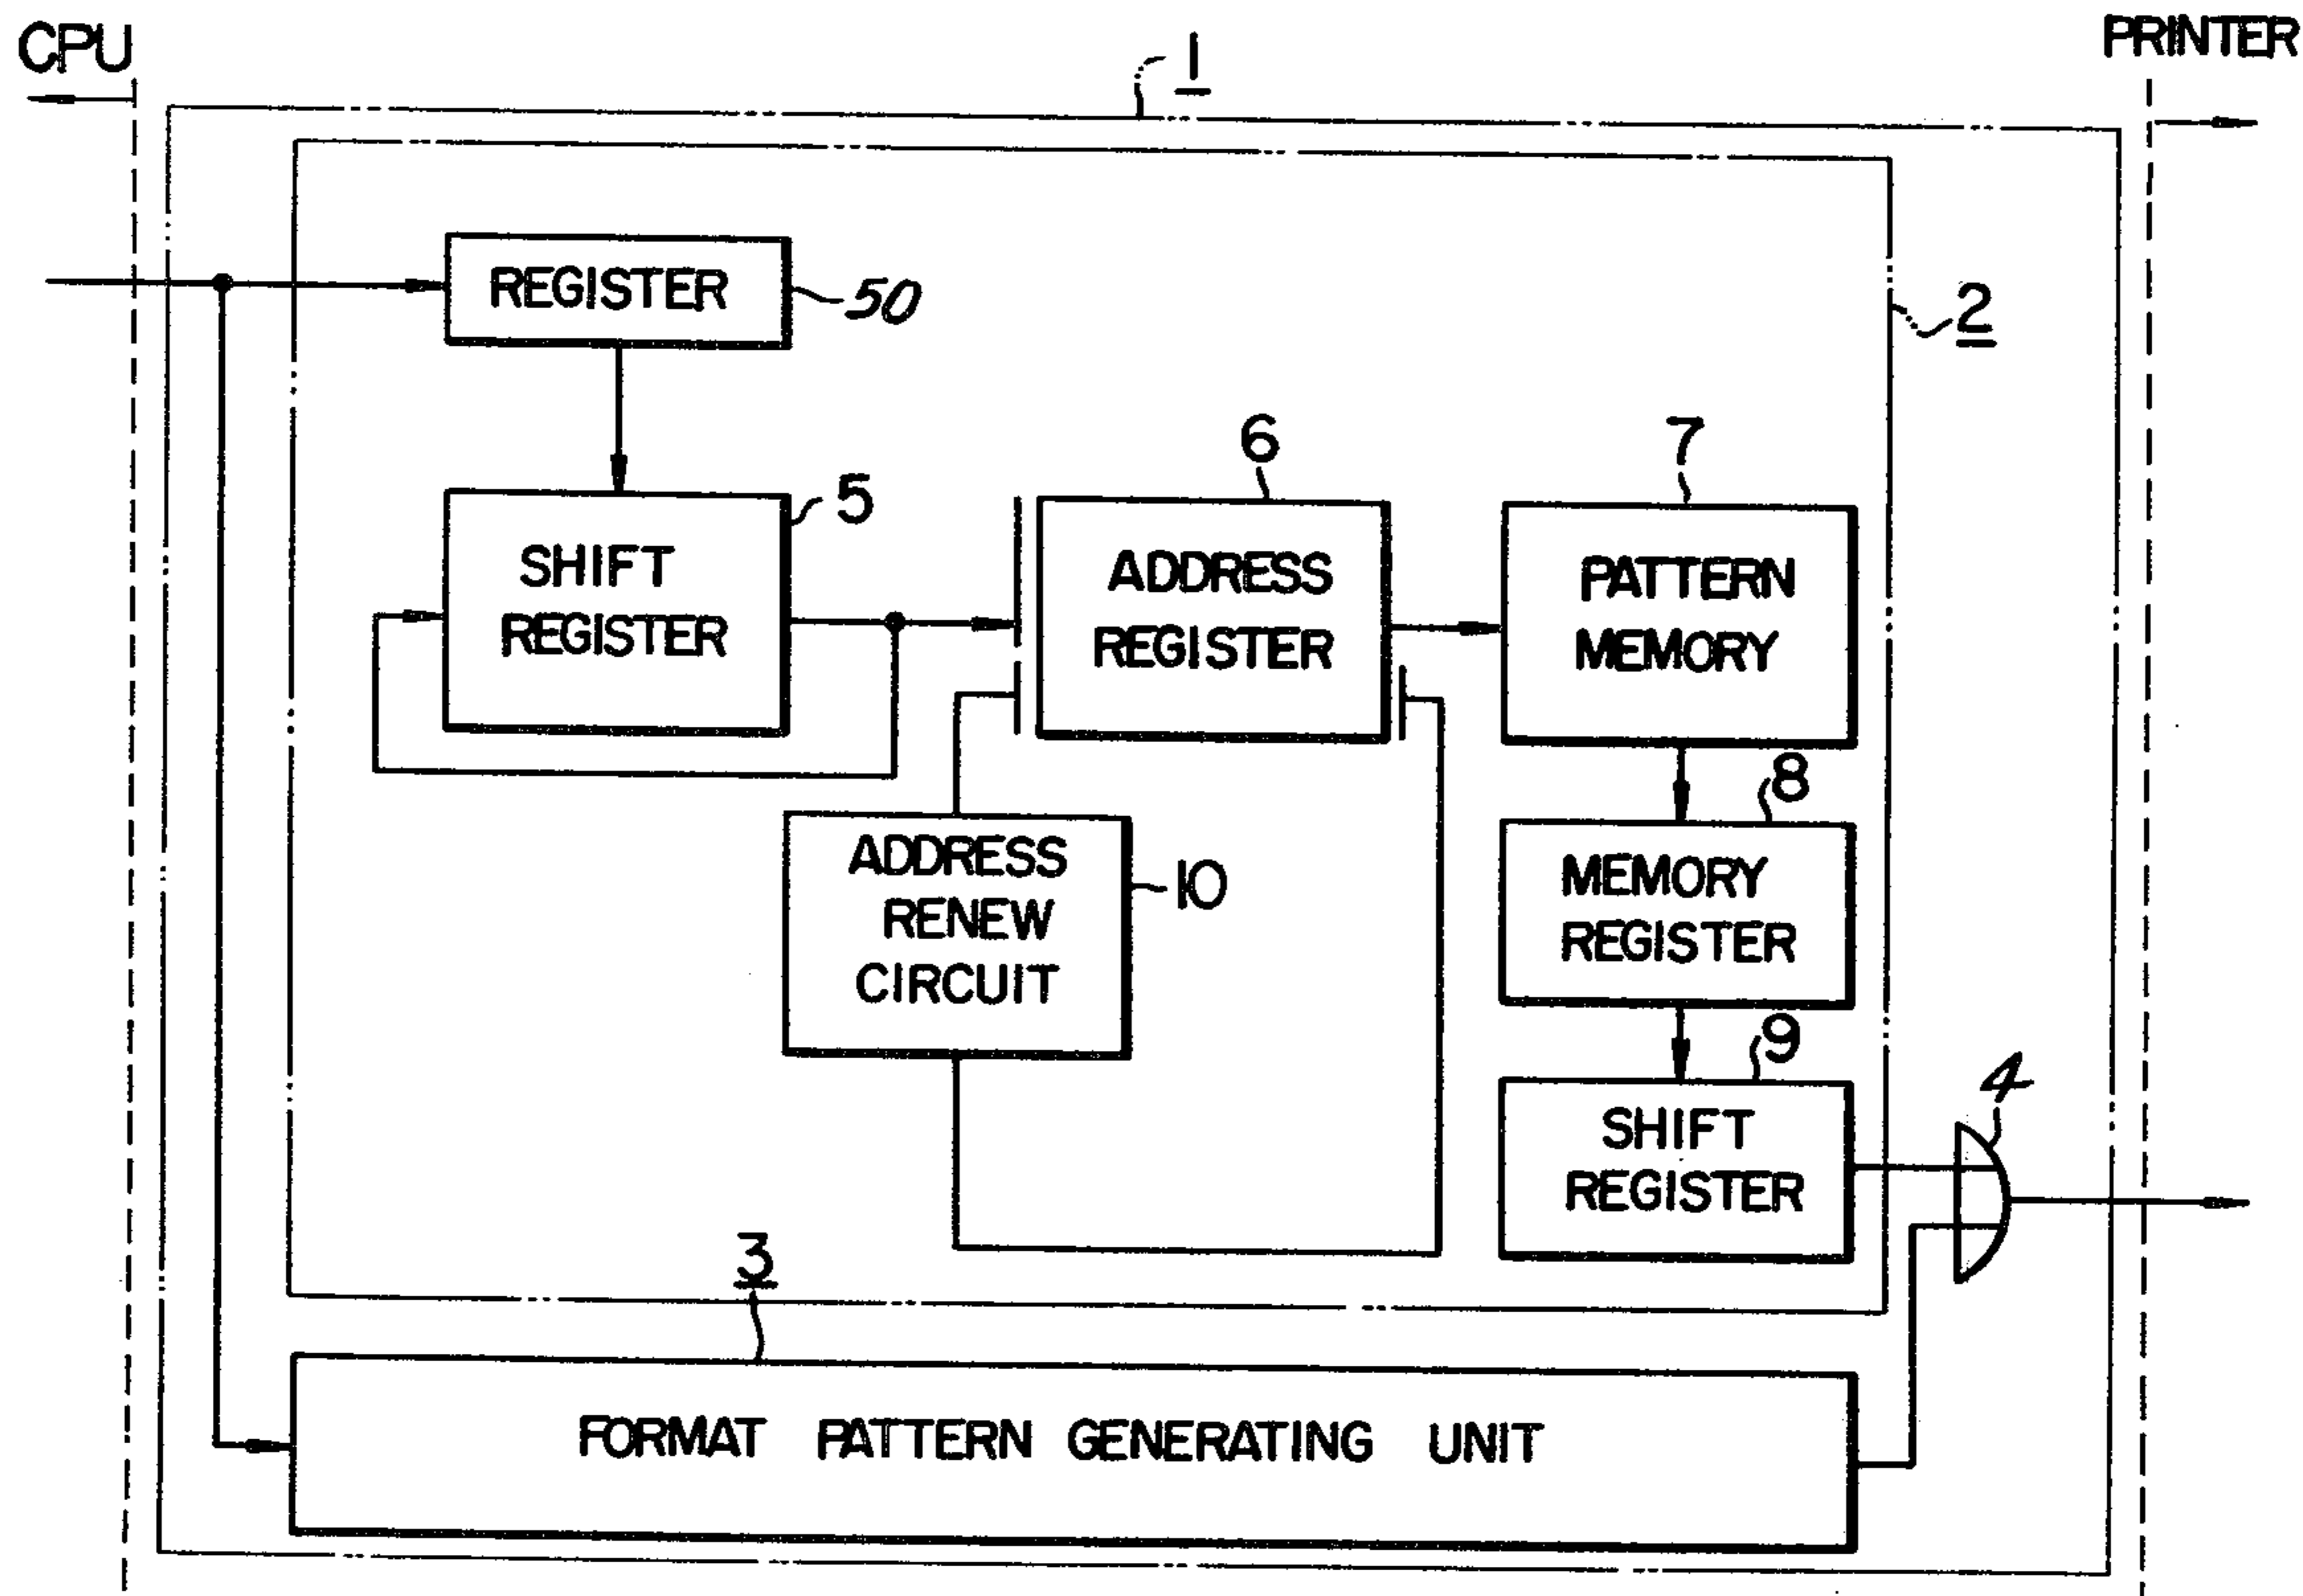 CPU
PRINTER
1
REGISTER
50
2
5
6
7
SHIFT
REGISTER
ADDRESS
REGISTER
PATTERN
MEMORY
8
ADDRESS
RENEW
CIRCUIT
10
MEMORY
REGISTER
9
SHIFT
REGISTER
4
3
FORMAT PATTERN GENERATING UNIT